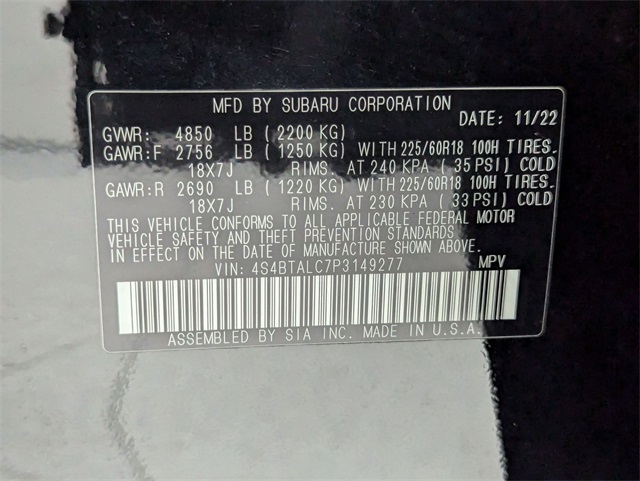 MFD BY SUBARU CORPORATION DATE: 11/22
GVWR: 4850 LB (2200 KG)
GAWR:F 2756 LB (1250 KG) WITH 225/60R18 100H TIRES.
18X7J RIMS. AT 240 KPA (35 PSI) COLD
GAWR:R 2690 LB (1220 KG) WITH 225/60R18 100H TIRES.
18X7J RIMS. AT 230 KPA (33 PSI) COLD
THIS VEHICLE CONFORMS TO ALL APPLICABLE FEDERAL MOTOR
VEHICLE SAFETY AND THEFT PREVENTION STANDARDS
IN EFFECT ON THE DATE OF MANUFACTURE SHOWN ABOVE.
VIN: 4S4BTALC7P3149277 MPV
ASSEMBLED BY SIA INC. MADE IN U.S.A.